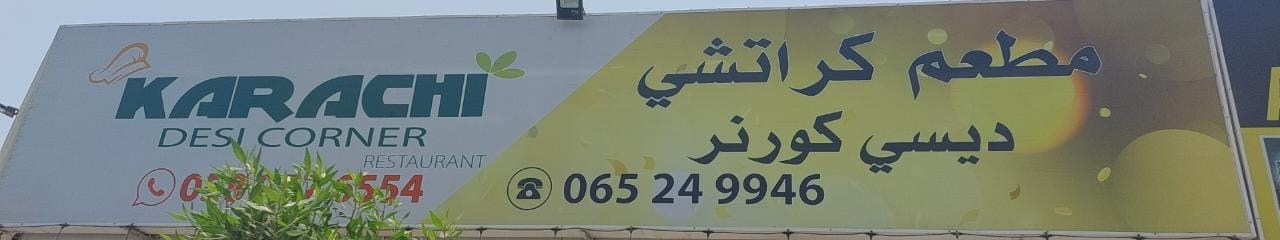 KARACHI
DESI CORNER
RESTAURANT
مطعم كراتشي
ديسي كورنر
065 24 9946